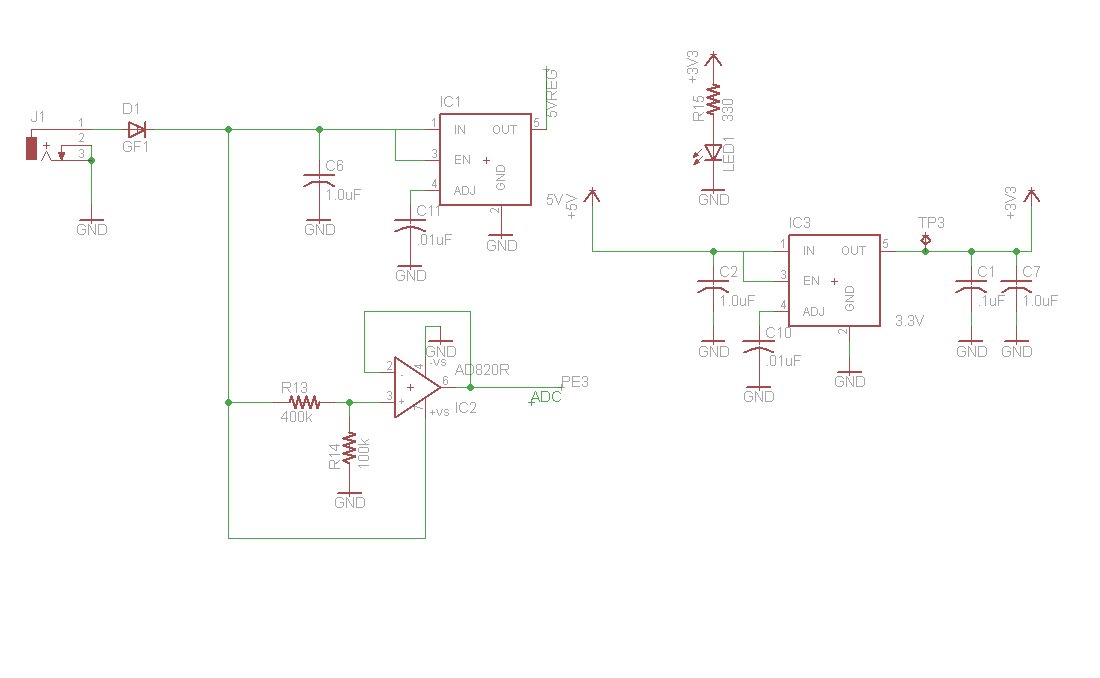 J1
1
2
3
+
GND
D1
GF1
C6
1.0uF
GND
IC1
1
IN
OUT
5
3
EN
4
ADJ
GND
2
GND
5VREG
C11
.01uF
GND
+3V3
R15
330
LED1
GND
5V
+5V
C2
1.0uF
GND
IC3
1
IN
OUT
5
3
EN
4
ADJ
GND
2
GND
3.3V
C10
.01uF
GND
TP3
C1
.1uF
GND
C7
1.0uF
GND
+3V3
R13
400k
R14
100k
GND
GND
2
-
3
+
4
-VS
6
7
+VS
AD820R
IC2
PE3
ADC